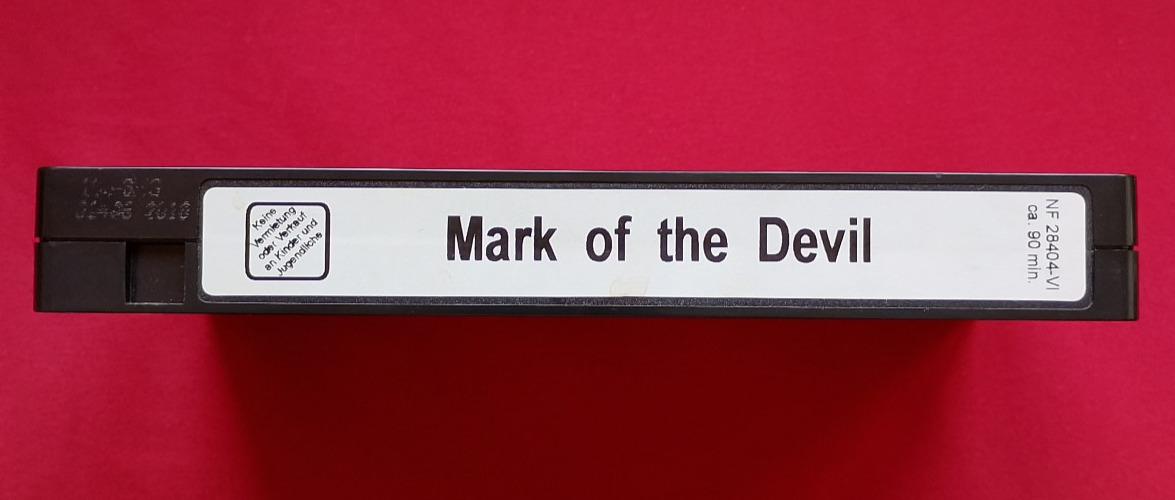 Keine
Vermietung
oder Verkauf
an Kinder und
Jugendliche
Mark of the Devil
NF 28404-VI
ca. 90 min.